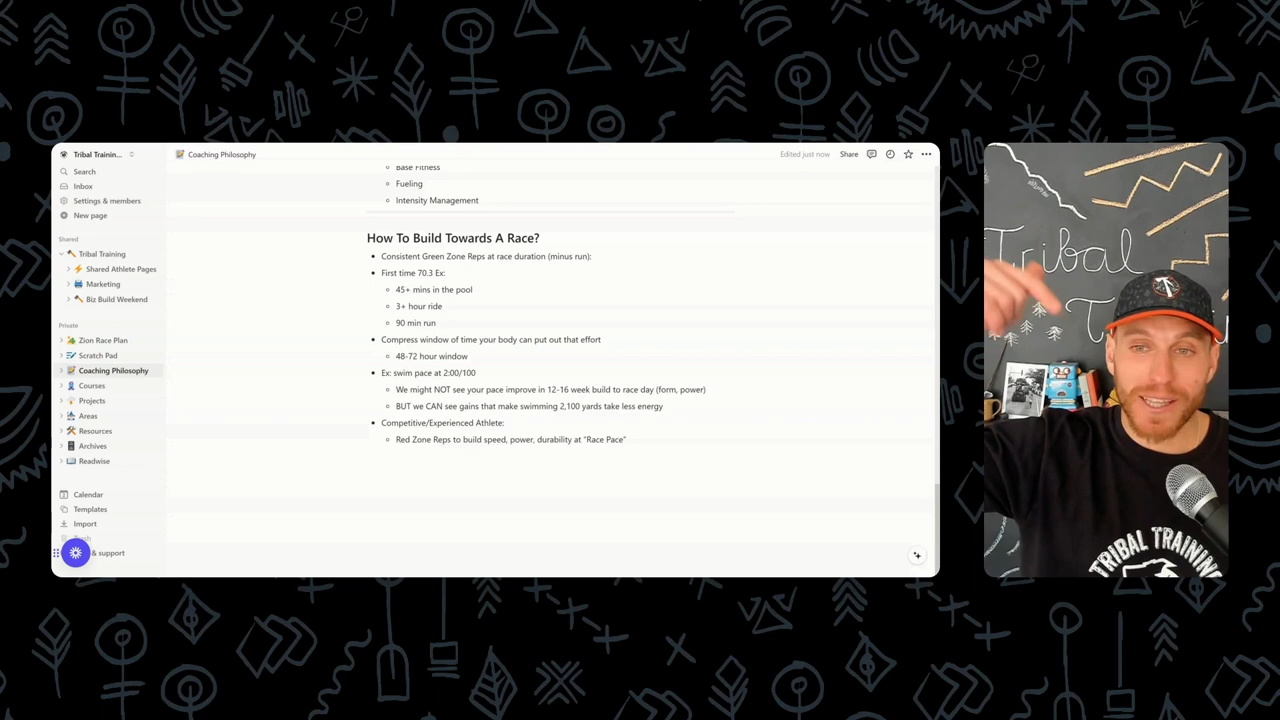 Tribal Trainin...
Search
Inbox
Settings & members
New page
Shared
Tribal Training
Shared Athlete Pages
Marketing
Biz Build Weekend
Private
Zion Race Plan
Scratch Pad
Coaching Philosophy
Courses
Projects
Areas
Resources
Archives
Readwise
Calendar
Templates
Import
Trash
& support
Coaching Philosophy
Edited just now
Share
Base Fitness
Fueling
Intensity Management
How To Build Towards A Race?
Consistent Green Zone Reps at race duration (minus run):
First time 70.3 Ex:
45+ mins in the pool
3+ hour ride
90 min run
Compress window of time your body can put out that effort
48-72 hour window
Ex: swim pace at 2:00/100
We might NOT see your pace improve in 12-16 week build to race day (form, power)
BUT we CAN see gains that make swimming 2,100 yards take less energy
Competitive/Experienced Athlete:
Red Zone Reps to build speed, power, durability at “Race Pace”
Tribal
T
TRIBAL TRAINING